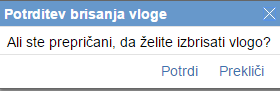 Potrditev brisanja vloge
Ali ste prepričani, da želite izbrisati vlogo?
Potrdi Prekliči